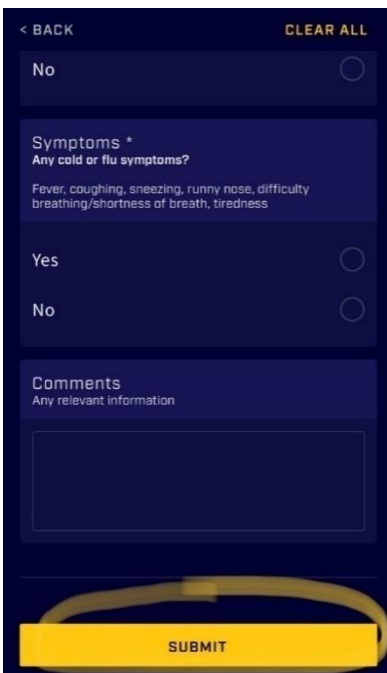 < BACK
CLEAR ALL
No
Symptoms *
Any cold or flu symptoms?
Fever, coughing, sneezing, runny nose, difficulty
breathing/shortness of breath, tiredness
Yes
No
Comments
Any relevant information
SUBMIT